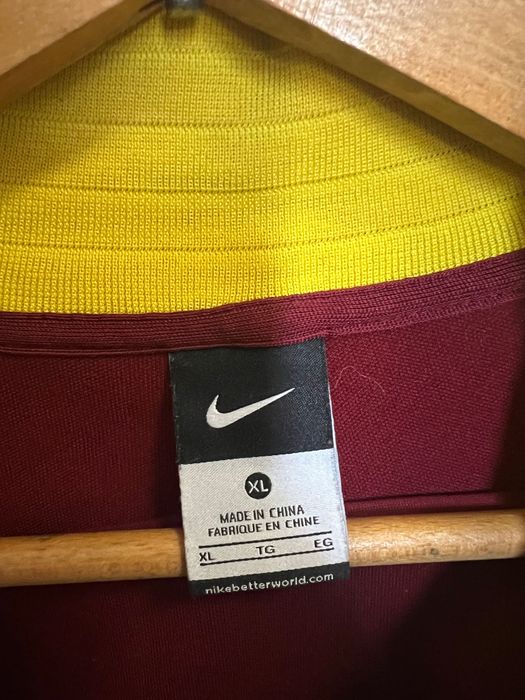 XL
MADE IN CHINA
FABRIQUE EN CHINE
XL TG EG
nikebetterworld.com